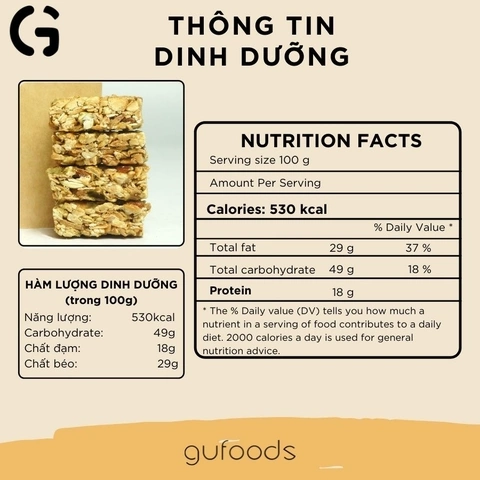 G
THÔNG TIN
DINH DƯỠNG
NUTRITION FACTS
Serving size 100 g
Amount Per Serving
Calories: 530 kcal
% Daily Value *
Total fat 29 g 37 %
Total carbohydrate 49 g 18 %
Protein 18 g
* The % Daily value (DV) tells you how much a
nutrient in a serving of food contributes to a daily
diet. 2000 calories a day is used for general
nutrition advice.
HÀM LƯỢNG DINH DƯỠNG
(trong 100g)
Năng lượng: 530kcal
Carbohydrate: 49g
Chất đạm: 18g
Chất béo: 29g
gufoods